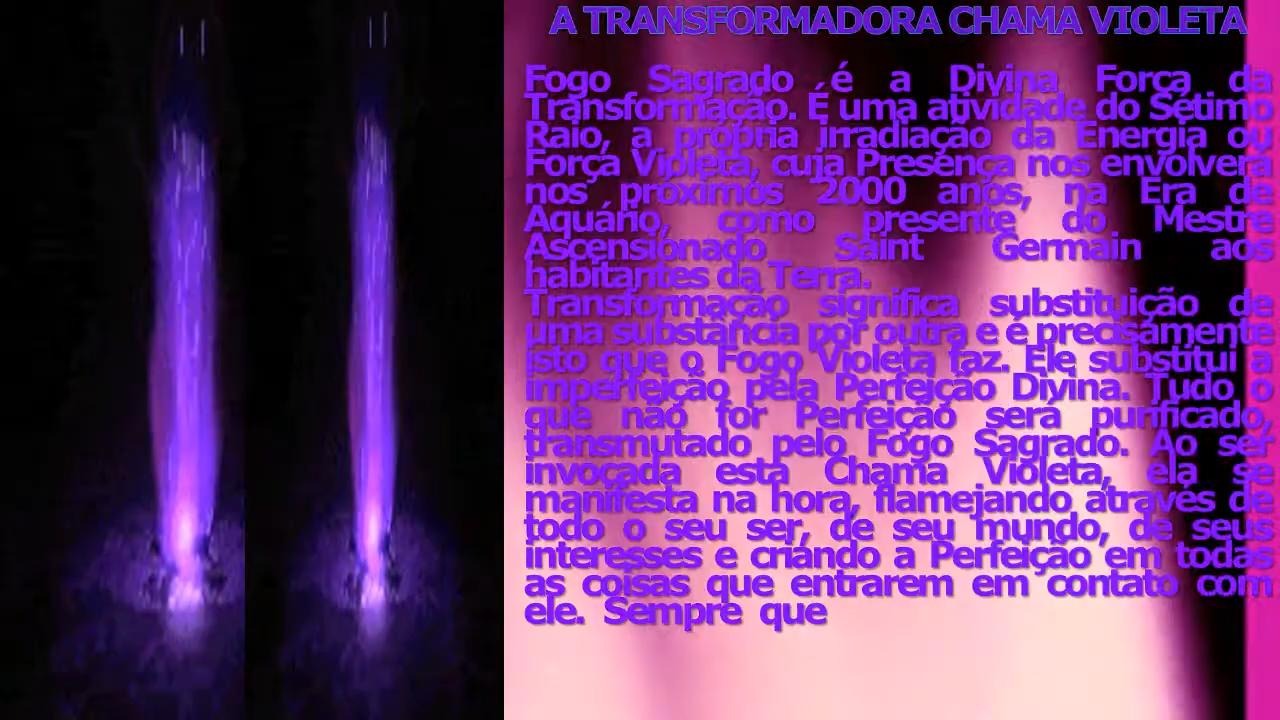 A TRANSFORMADORA CHAMA VIOLETA
Fogo Sagrado é a Divina Força da
Transformação. É uma atividade do Sétimo
Raio, a própria irradiação da Energia ou
Força Violeta, cuja Presença nos envolverá
nos próximos 2000 anos, na Era de
Aquário, como presente do Mestre
Ascensionado Saint Germain aos
habitantes da Terra.
Transformação significa substituição de
uma substância por outra e é precisamente
isto que o Fogo Violeta faz. Ele substitui a
imperfeição pela Perfeição Divina. Tudo o
que não for Perfeição será purificado,
transmutado pelo Fogo Sagrado. Ao ser
invocada esta Chama Violeta, ela se
manifesta na hora, flamejando através de
todo o seu ser, de seu mundo, de seus
interesses e criando a Perfeição em todas
as coisas que entrarem em contato com
ele. Sempre que